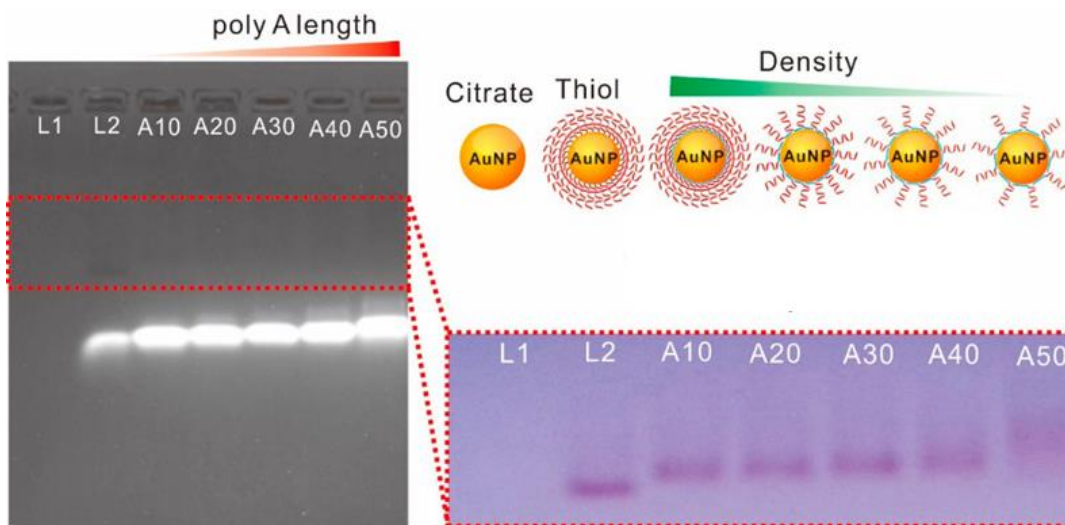 poly A length
L1 L2 A10 A20 A30 A40 A50
Density
Citrate Thiol
AuNP AuNP AuNP AuNP AuNP AuNP
L1 L2 A10 A20 A30 A40 A50